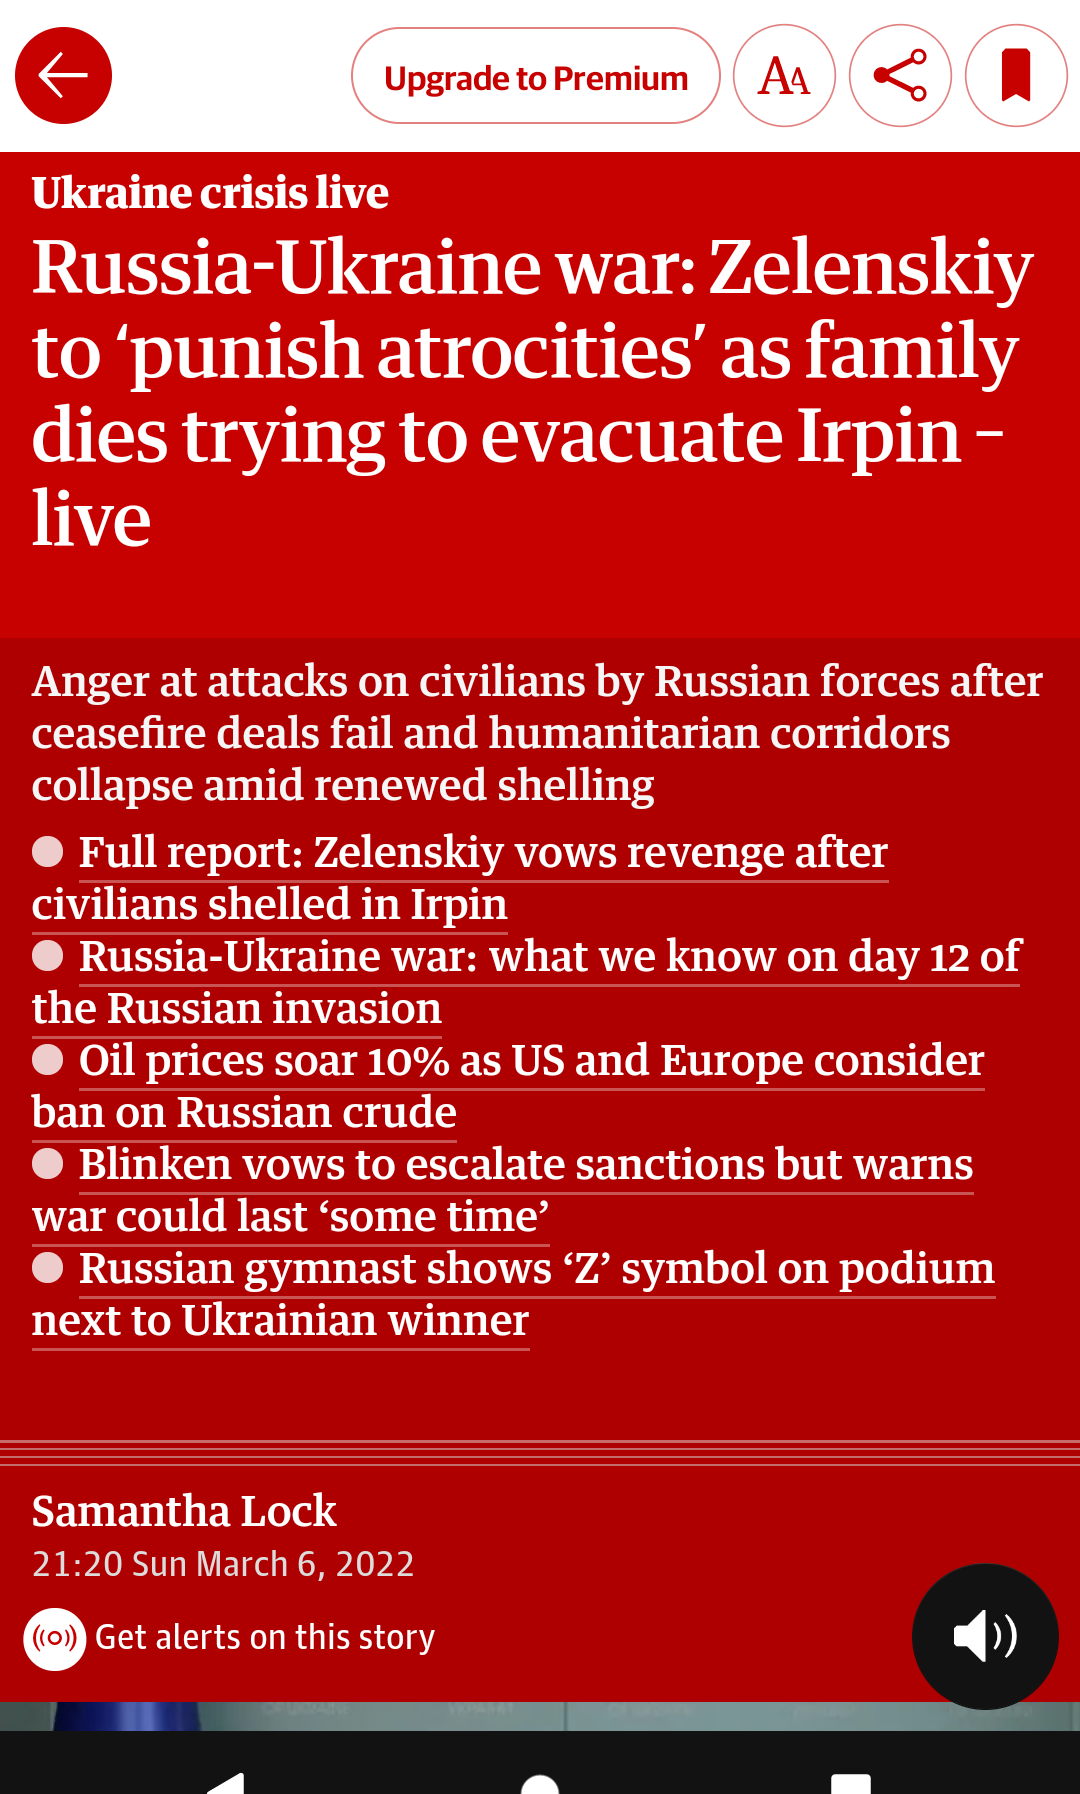 Upgrade to Premium
AA
Ukraine crisis live
Russia-Ukraine war: Zelenskiy
to ‘punish atrocities’ as family
dies trying to evacuate Irpin –
live
Anger at attacks on civilians by Russian forces after
ceasefire deals fail and humanitarian corridors
collapse amid renewed shelling
Full report: Zelenskiy vows revenge after
civilians shelled in Irpin
Russia-Ukraine war: what we know on day 12 of
the Russian invasion
Oil prices soar 10% as US and Europe consider
ban on Russian crude
Blinken vows to escalate sanctions but warns
war could last ‘some time’
Russian gymnast shows ‘Z’ symbol on podium
next to Ukrainian winner
Samantha Lock
21:20 Sun March 6, 2022
Get alerts on this story